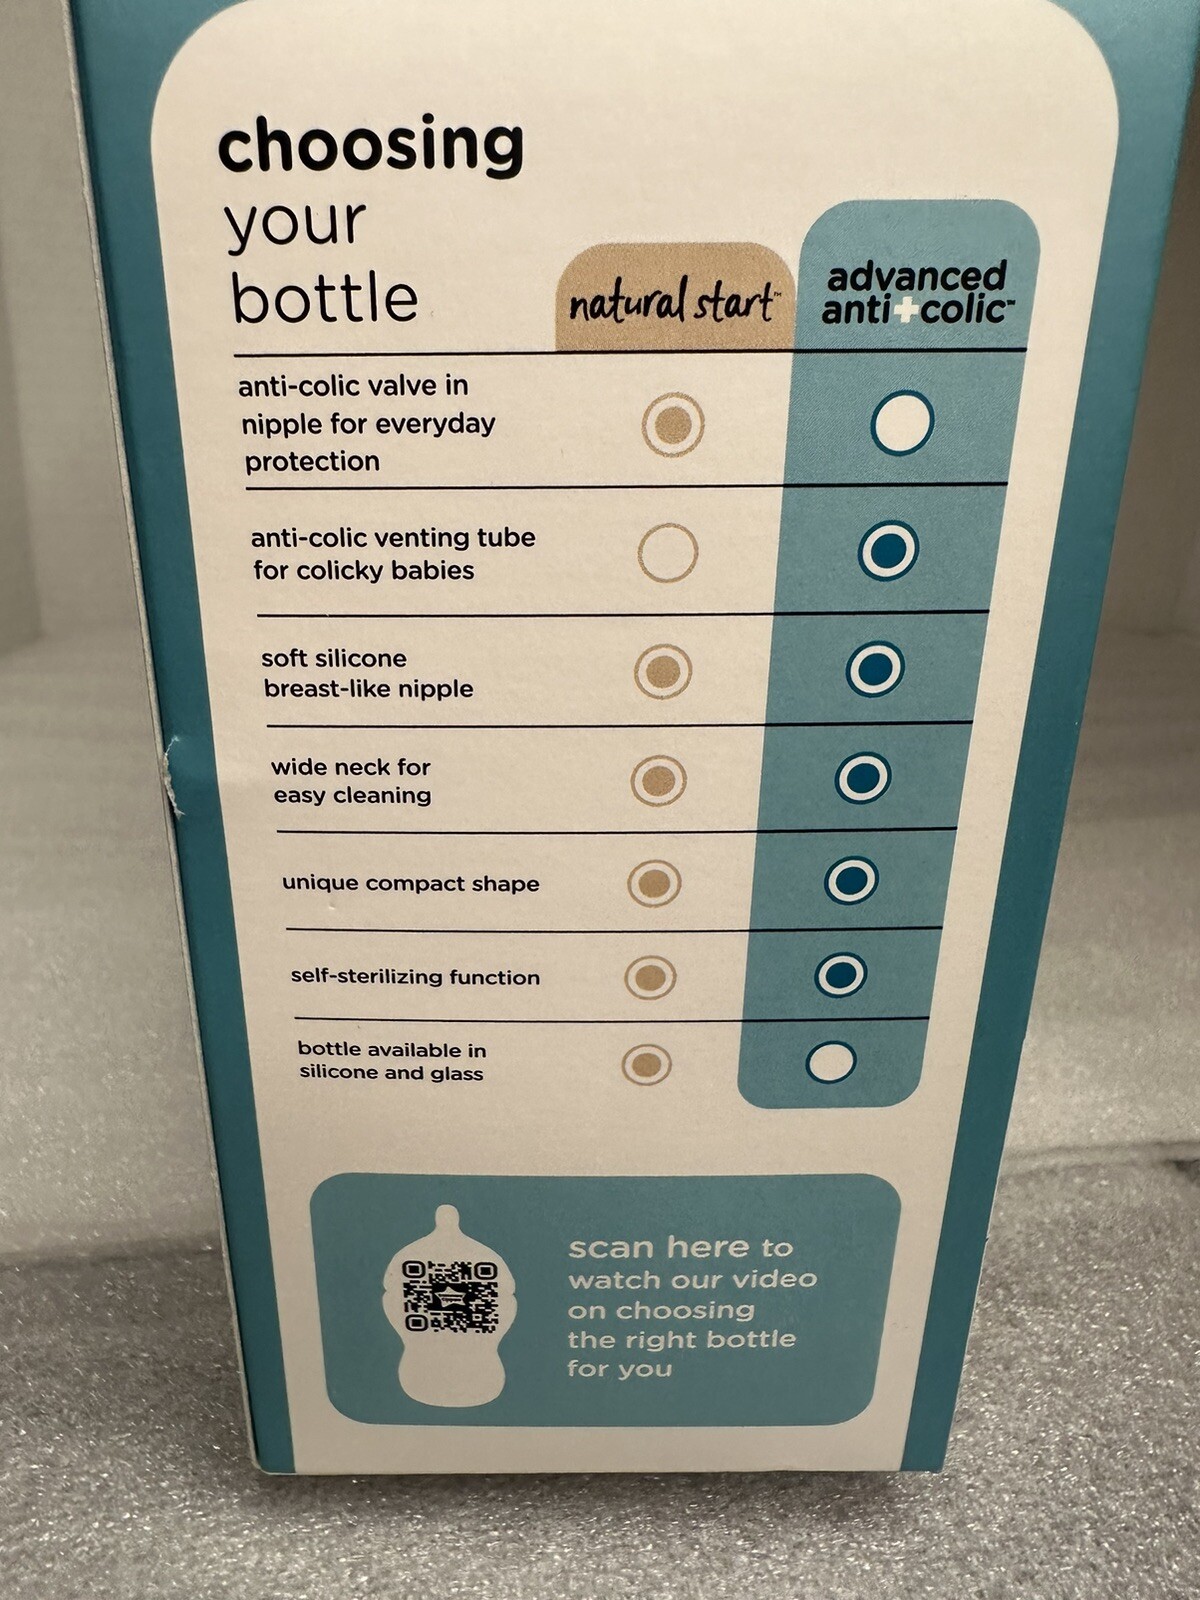 choosing
your
bottle
natural start™
advanced
anti+colic™
anti-colic valve in
nipple for everyday
protection
anti-colic venting tube
for colicky babies
soft silicone
breast-like nipple
wide neck for
easy cleaning
unique compact shape
self-sterilizing function
bottle available in
silicone and glass
scan here to
watch our video
on choosing
the right bottle
for you